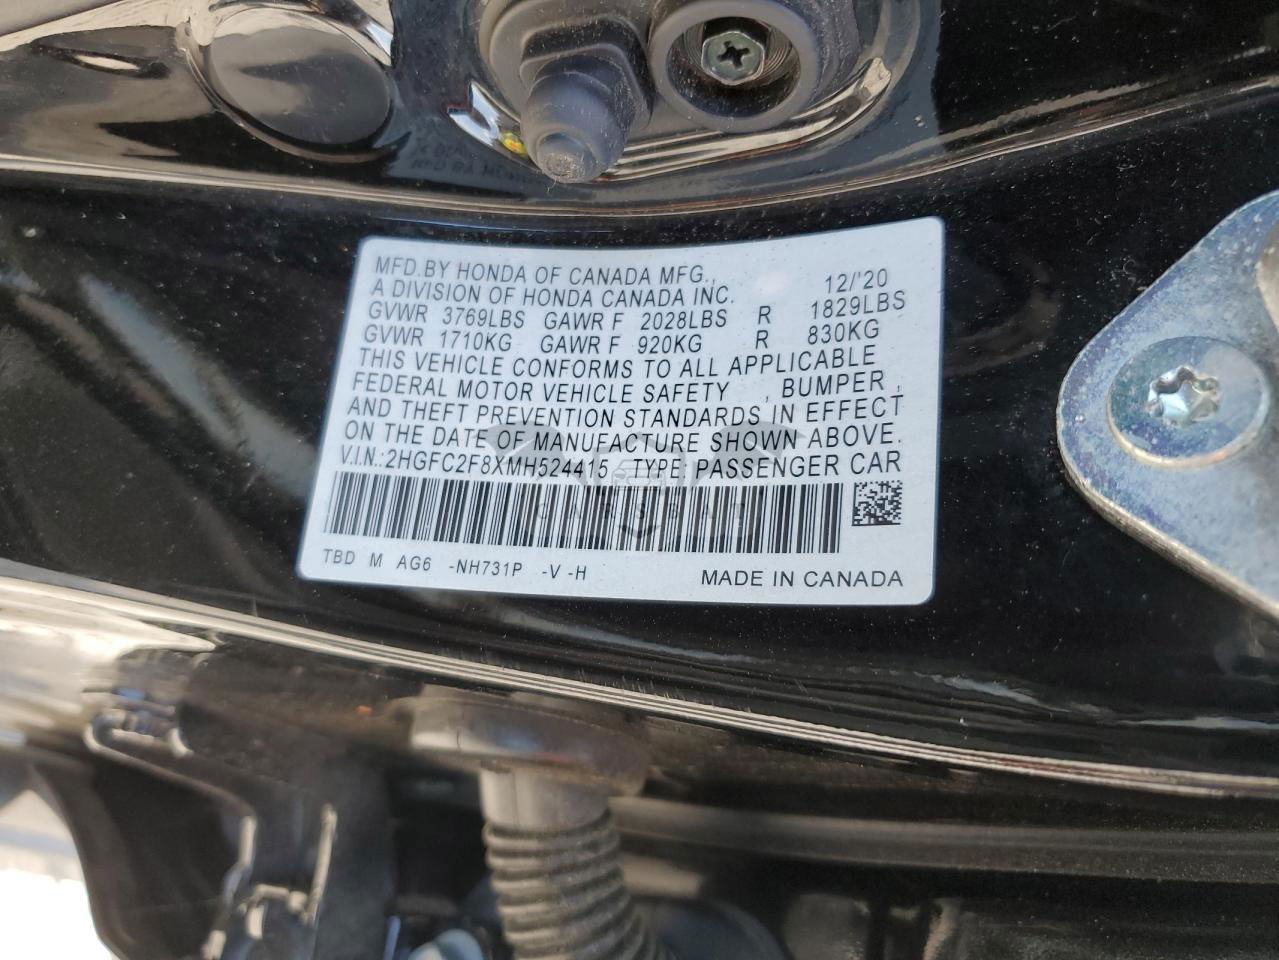 MFD.BY HONDA OF CANADA MFG., 12/'20
A DIVISION OF HONDA CANADA INC.
GVWR 3769LBS GAWR F 2028LBS R 1829LBS
GVWR 1710KG GAWR F 920KG R 830KG
THIS VEHICLE CONFORMS TO ALL APPLICABLE
FEDERAL MOTOR VEHICLE SAFETY , BUMPER ,
AND THEFT PREVENTION STANDARDS IN EFFECT
ON THE DATE OF MANUFACTURE SHOWN ABOVE.
V.I.N.:2HGFC2F8XMH524415 TYPE: PASSENGER CAR
CARSBAT
TBD M AG6 -NH731P -V -H MADE IN CANADA